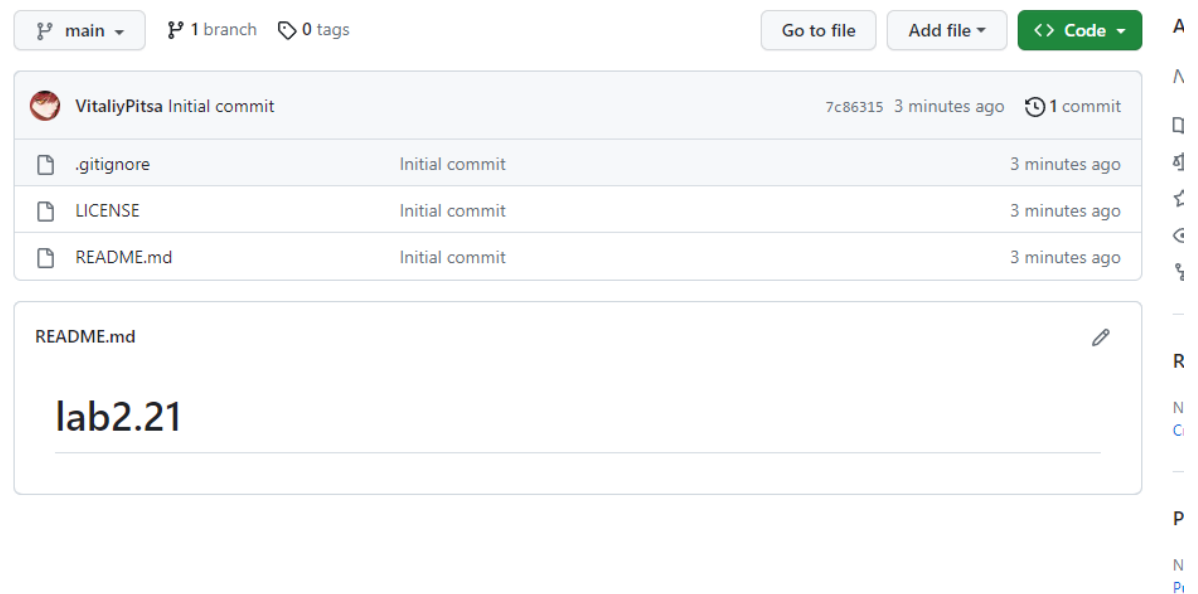 main 1 branch 0 tags Go to file Add file <> Code
VitaliyPitsa Initial commit 7c86315 3 minutes ago 1 commit
.gitignore Initial commit 3 minutes ago
LICENSE Initial commit 3 minutes ago
README.md Initial commit 3 minutes ago
README.md
lab2.21